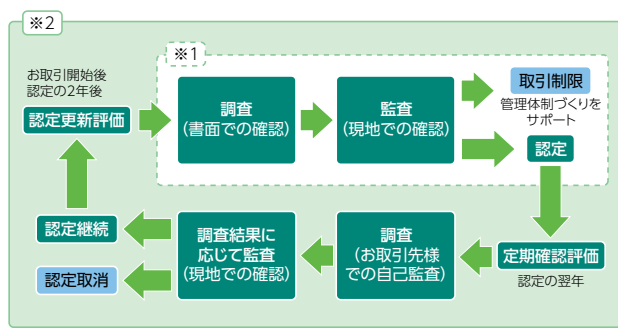 ※2
※1
お取引開始後
認定の2年後
認定更新評価
調査
(書面での確認)
監査
(現地での確認)
取引制限
管理体制づくりを
サポート
認定
認定継続
認定取消
調査結果に
応じて監査
(現地での確認)
調査
(お取引先様
での自己監査)
定期確認評価
認定の翌年